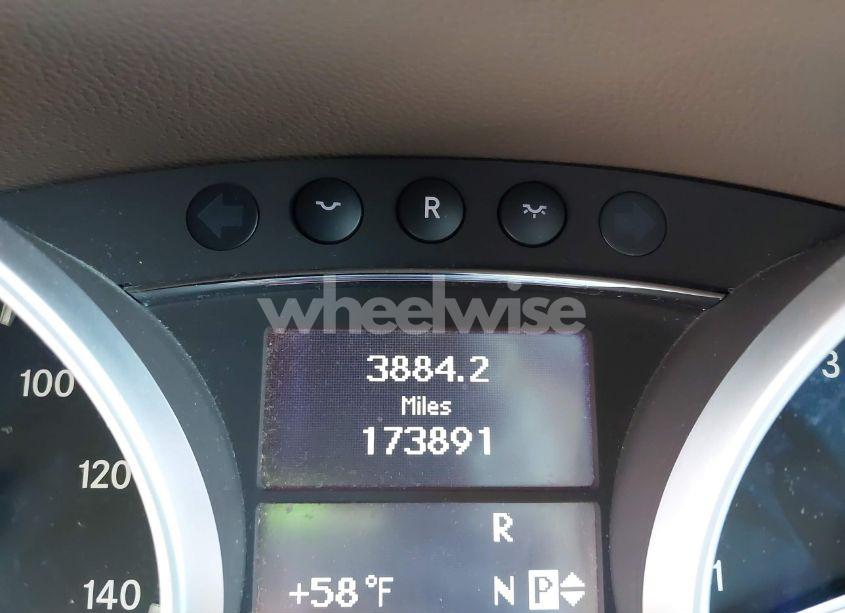 R
wheelwise
3884.2
Miles
173891
100
120
140
3
1
R
+58°F N P